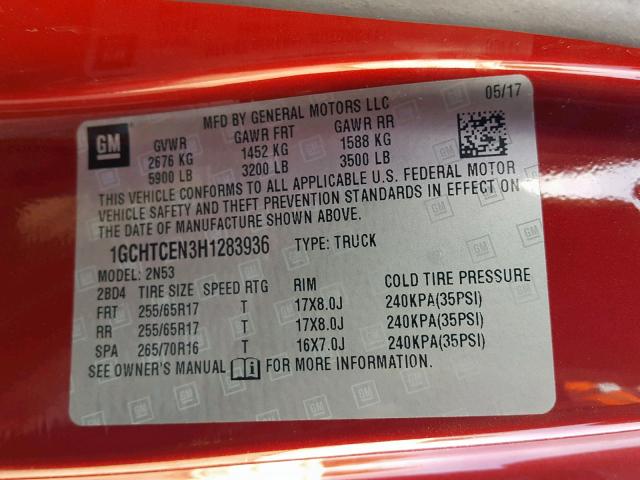 MFD BY GENERAL MOTORS LLC
05/17
GM
GVWR GAWR FRT GAWR RR
2676 KG 1452 KG 1588 KG
5900 LB 3200 LB 3500 LB
THIS VEHICLE CONFORMS TO ALL APPLICABLE U.S. FEDERAL MOTOR
VEHICLE SAFETY AND THEFT PREVENTION STANDARDS IN EFFECT ON
THE DATE OF MANUFACTURE SHOWN ABOVE.
1GCHTCEN3H1283936 TYPE: TRUCK
MODEL: 2N53
2BD4 TIRE SIZE SPEED RTG RIM COLD TIRE PRESSURE
FRT 255/65R17 T 17X8.0J 240KPA(35PSI)
RR 255/65R17 T 17X8.0J 240KPA(35PSI)
SPA 265/70R16 T 16X7.0J 240KPA(35PSI)
SEE OWNER'S MANUAL FOR MORE INFORMATION.